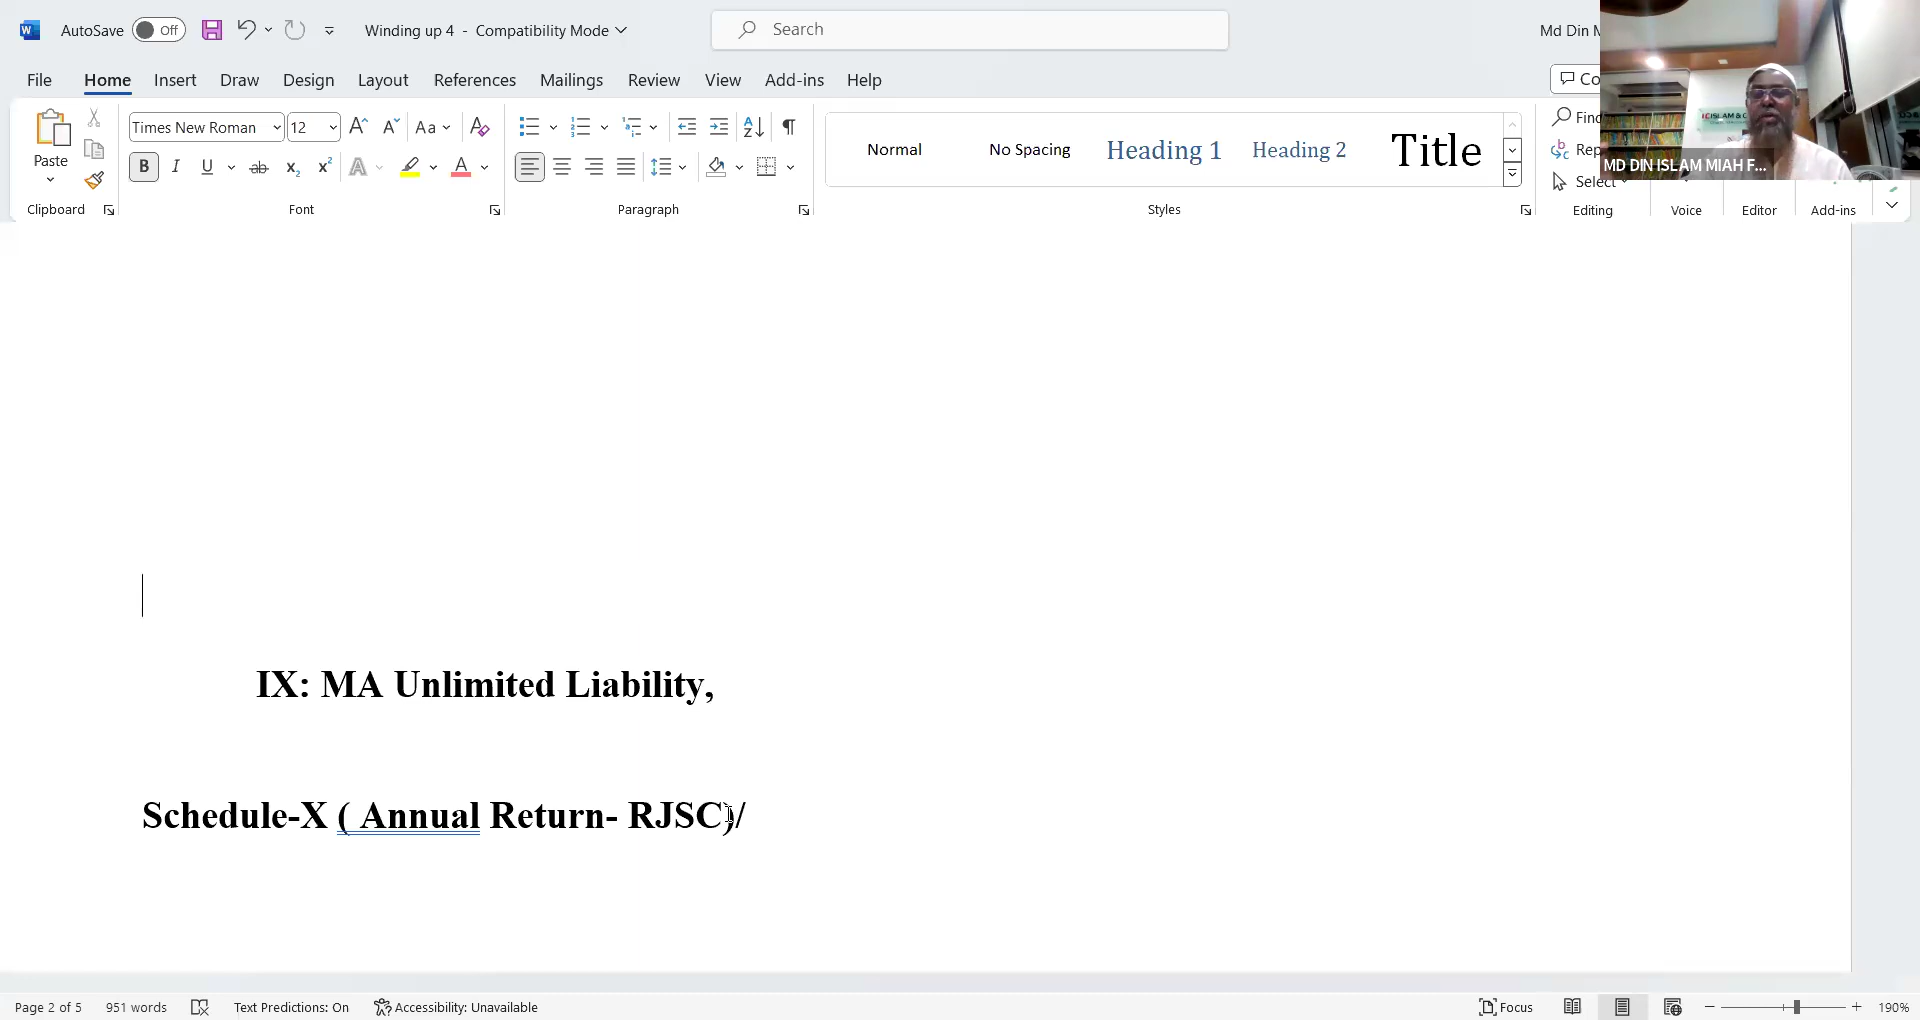 AutoSave Off Winding up 4 - Compatibility Mode Search Md Din M
File Home Insert Draw Design Layout References Mailings Review View Add-ins Help Co
Paste
Times New Roman 12 Aa
Normal No Spacing Heading 1 Heading 2 Title
Find
Rep
Select
MD DIN ISLAM MIAH F...
Clipboard Font Paragraph Styles Editing Voice Editor Add-ins
IX: MA Unlimited Liability,
Schedule-X ( Annual Return- RJSC)/
Page 2 of 5 951 words Text Predictions: On Accessibility: Unavailable Focus 190%